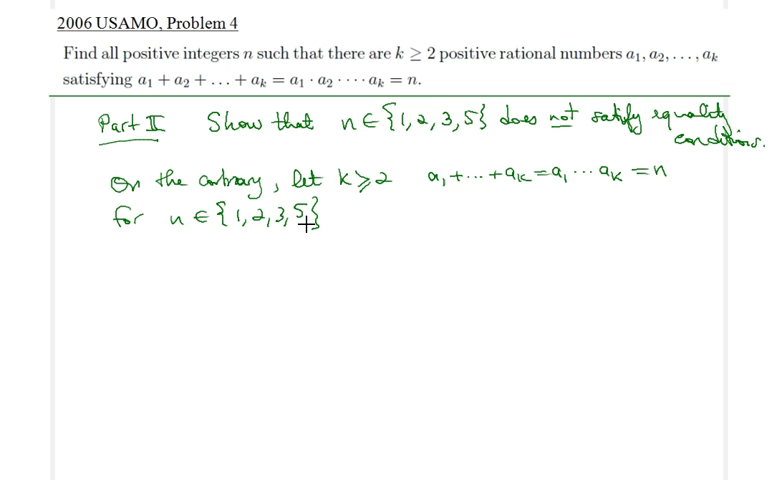 2006 USAMO, Problem 4
Find all positive integers n such that there are k ≥ 2 positive rational numbers a₁, a₂, . . . , aₖ
satisfying a₁ + a₂ + . . . + aₖ = a₁ · a₂ · · · · aₖ = n.
Part II Show that n ∈ {1, 2, 3, 5} does not satisfy equality
conditions.
On the contrary, let k ≥ 2 a₁ + ... + aₖ = a₁ ... aₖ = n
for n ∈ {1, 2, 3, 5}